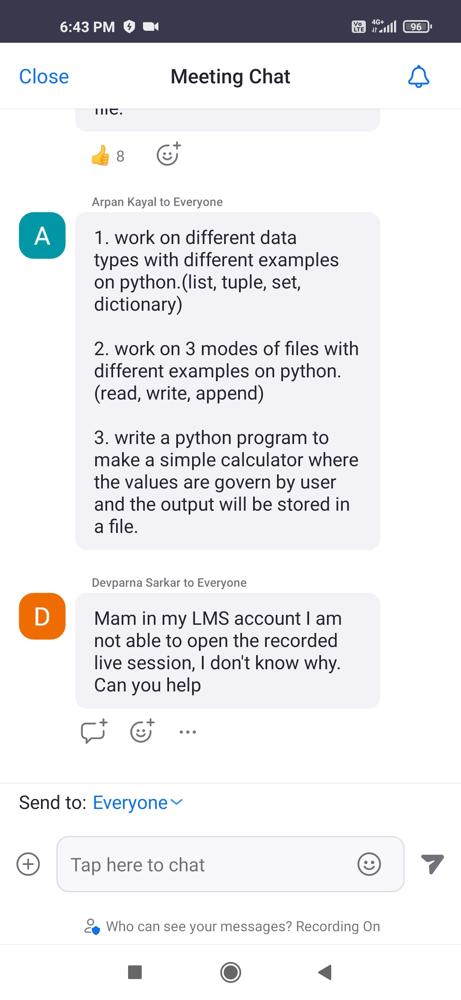 6:43 PM
Vo LTE 4G+ 96
Close Meeting Chat
file.
8
Arpan Kayal to Everyone
A
1. work on different data
types with different examples
on python.(list, tuple, set,
dictionary)
2. work on 3 modes of files with
different examples on python.
(read, write, append)
3. write a python program to
make a simple calculator where
the values are govern by user
and the output will be stored in
a file.
Devparna Sarkar to Everyone
D
Mam in my LMS account I am
not able to open the recorded
live session, I don't know why.
Can you help
Send to: Everyone
Tap here to chat
Who can see your messages? Recording On